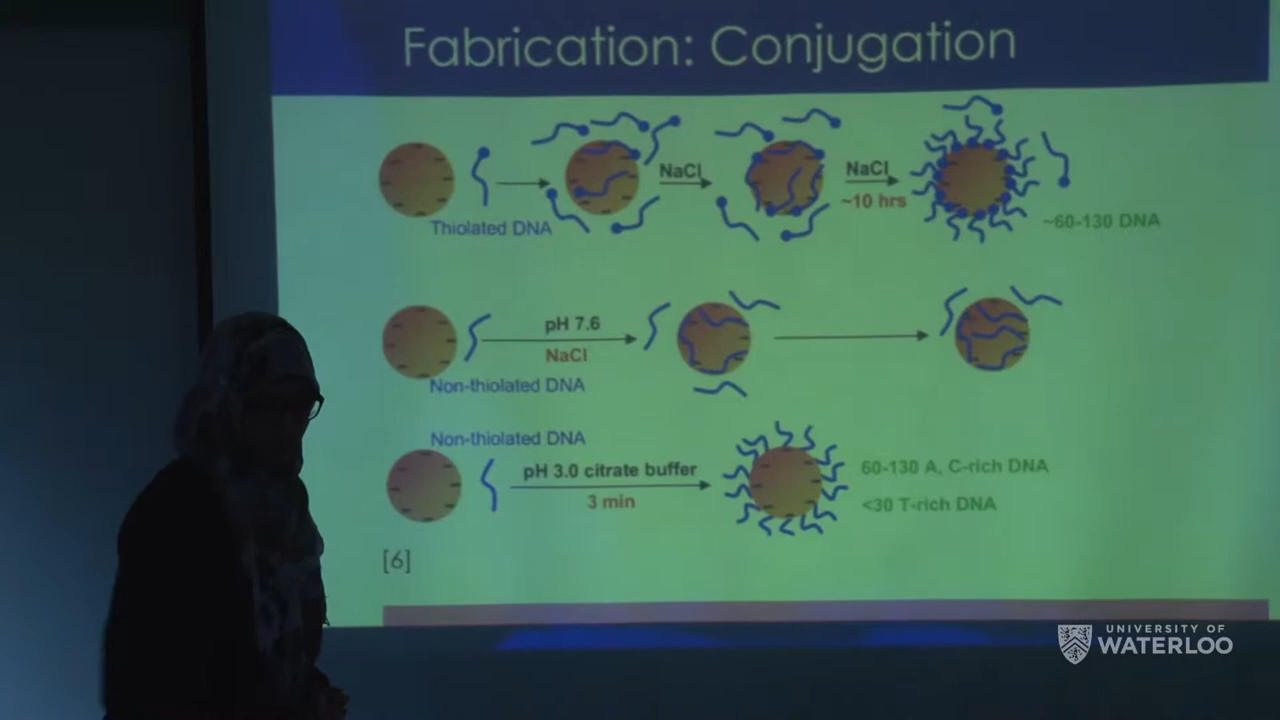 Fabrication: Conjugation
NaCl
NaCl
~10 hrs
Thiolated DNA
~60-130 DNA
pH 7.6
NaCl
Non-thiolated DNA
Non-thiolated DNA
pH 3.0 citrate buffer
3 min
60-130 A, C-rich DNA
<30 T-rich DNA
[6]
UNIVERSITY OF
WATERLOO